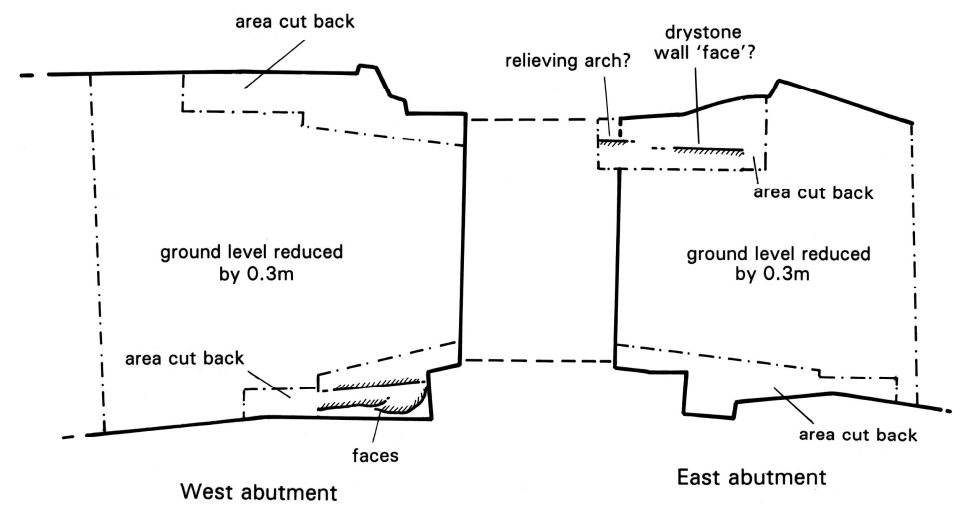 area cut back
relieving arch?
drystone
wall 'face'?
area cut back
ground level reduced
by 0.3m
ground level reduced
by 0.3m
area cut back
faces
area cut back
West abutment
East abutment